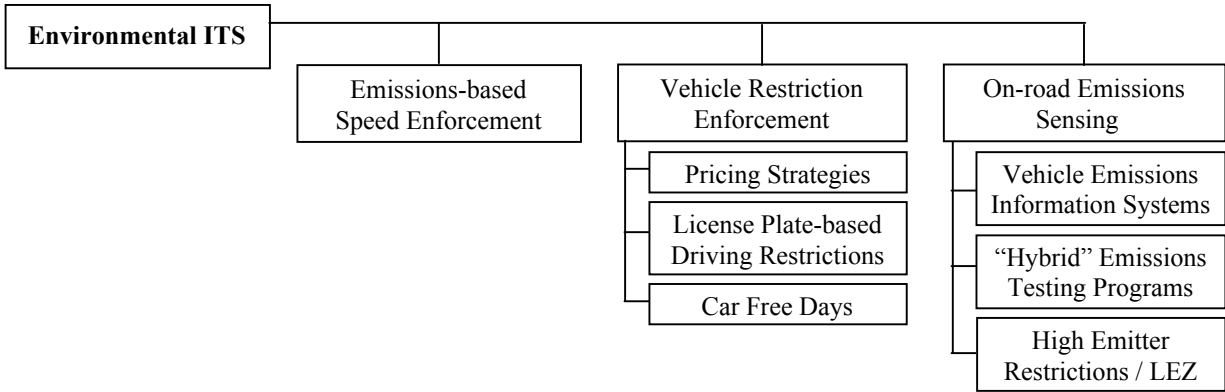 Environmental ITS
Emissions-based
Speed Enforcement
Vehicle Restriction
Enforcement
Pricing Strategies
License Plate-based
Driving Restrictions
Car Free Days
On-road Emissions
Sensing
Vehicle Emissions
Information Systems
“Hybrid” Emissions
Testing Programs
High Emitter
Restrictions / LEZ